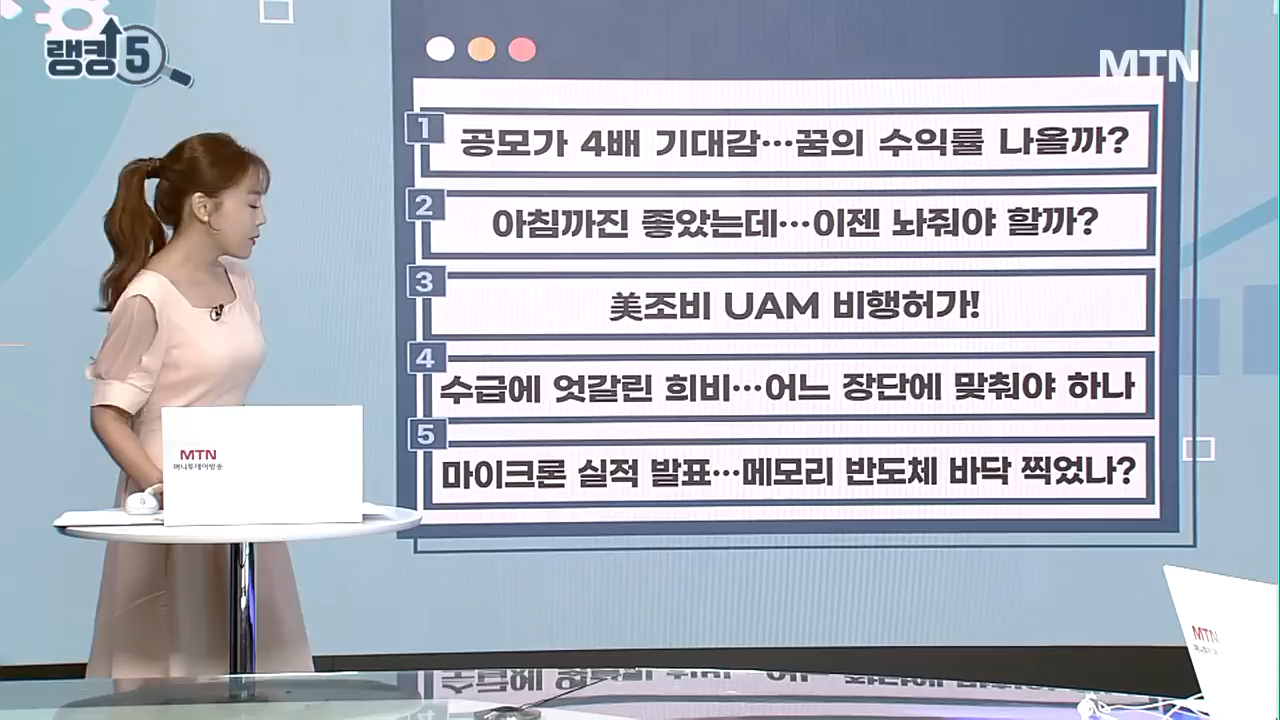 랭킹5
MTN
1
공모가 4배 기대감…꿈의 수익률 나올까?
2
아침까진 좋았는데…이젠 놔줘야 할까?
3
美조비 UAM 비행허가!
4
수급에 엇갈린 희비…어느 장단에 맞춰야 하나
5
마이크론 실적 발표…메모리 반도체 바닥 찍었나?
MTN
머니투데이방송
MTN